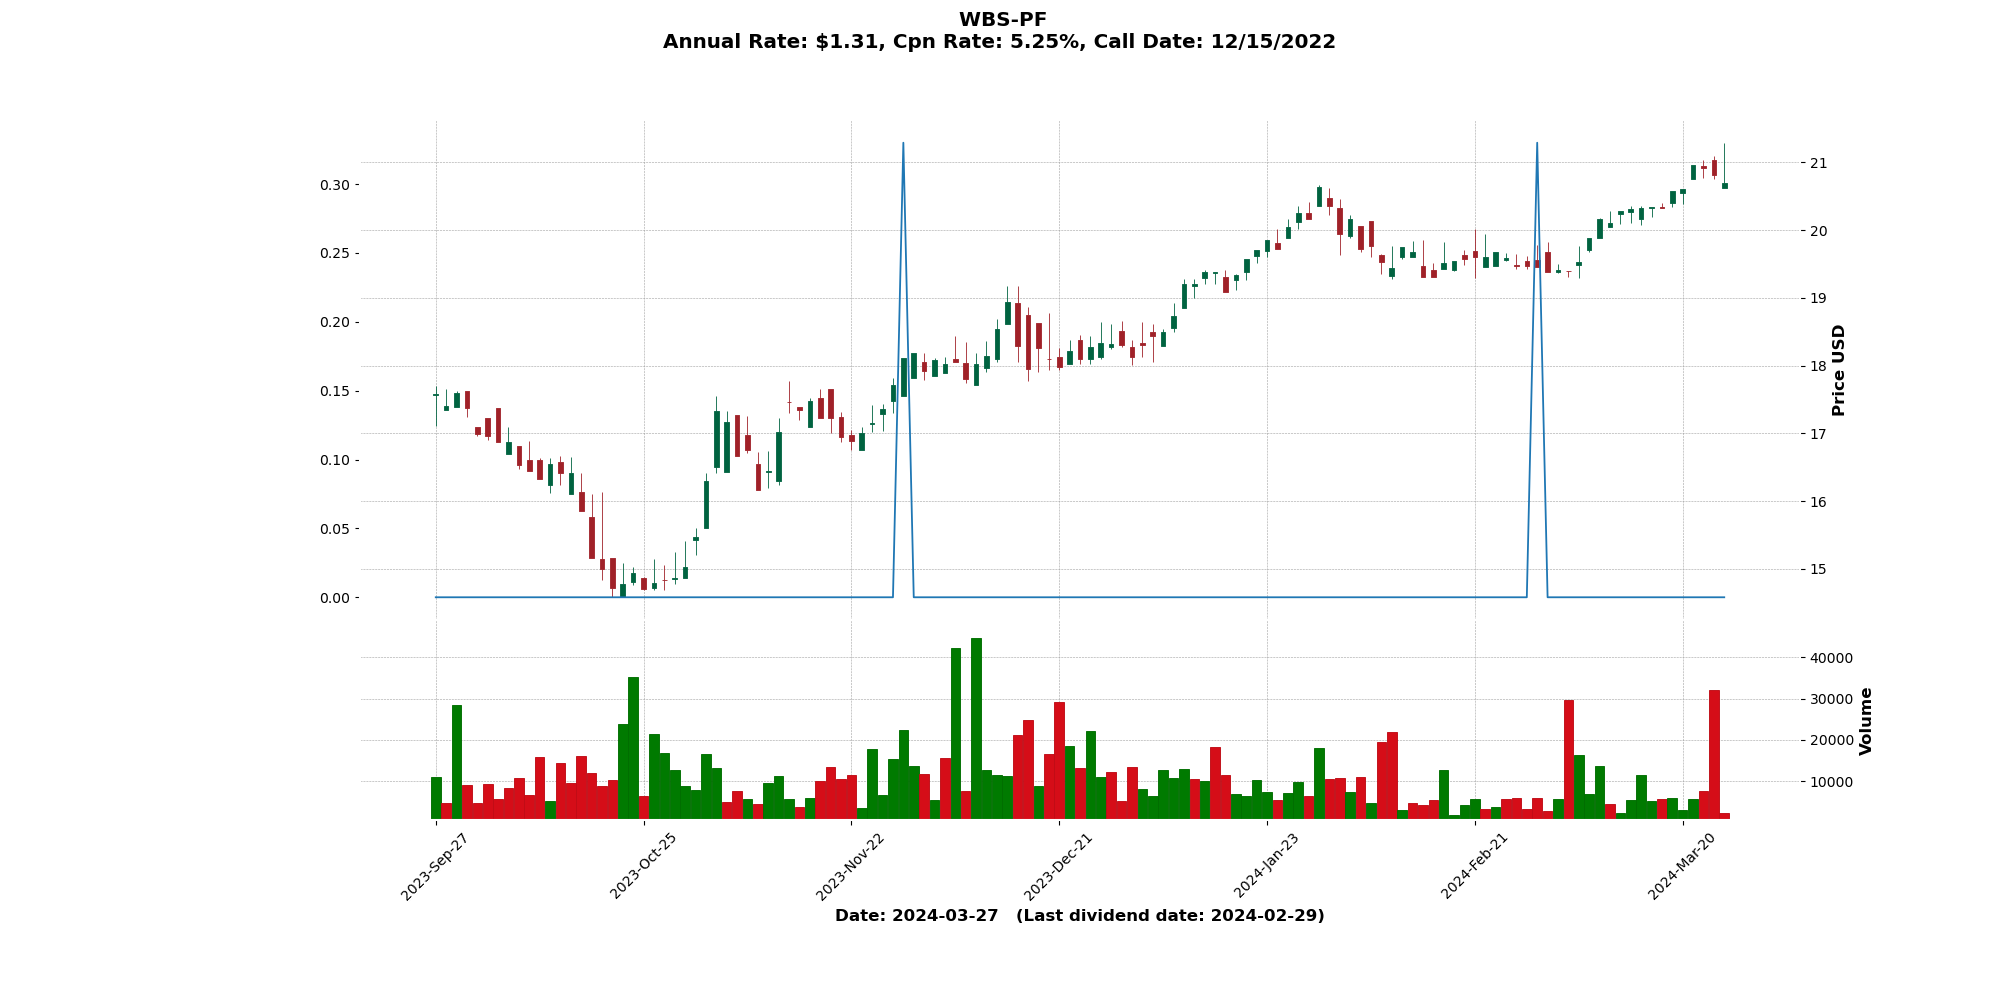 WBS-PF
Annual Rate: $1.31, Cpn Rate: 5.25%, Call Date: 12/15/2022
0.30
0.25
0.20
0.15
0.10
0.05
0.00
21
20
19
18
17
16
15
Price USD
40000
30000
20000
10000
Volume
2023-Sep-27
2023-Oct-25
2023-Nov-22
2023-Dec-21
2024-Jan-23
2024-Feb-21
2024-Mar-20
Date: 2024-03-27 (Last dividend date: 2024-02-29)